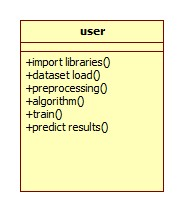 user
+import libraries()
+dataset load()
+preprocessing()
+algorithm()
+train()
+predict results()